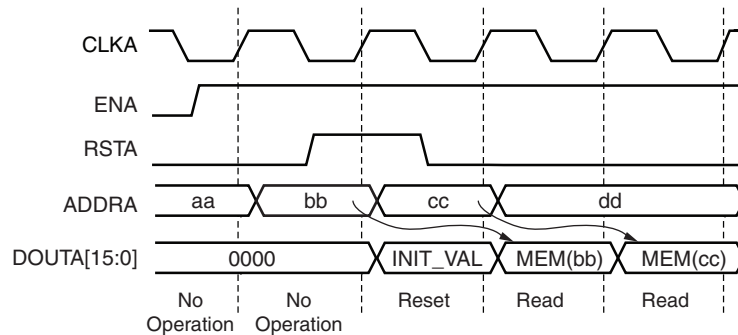 CLKA
ENA
RSTA
ADDRA aa bb cc dd
DOUTA[15:0] 0000 INIT_VAL MEM(bb) MEM(cc)
No No Reset Read Read
Operation Operation